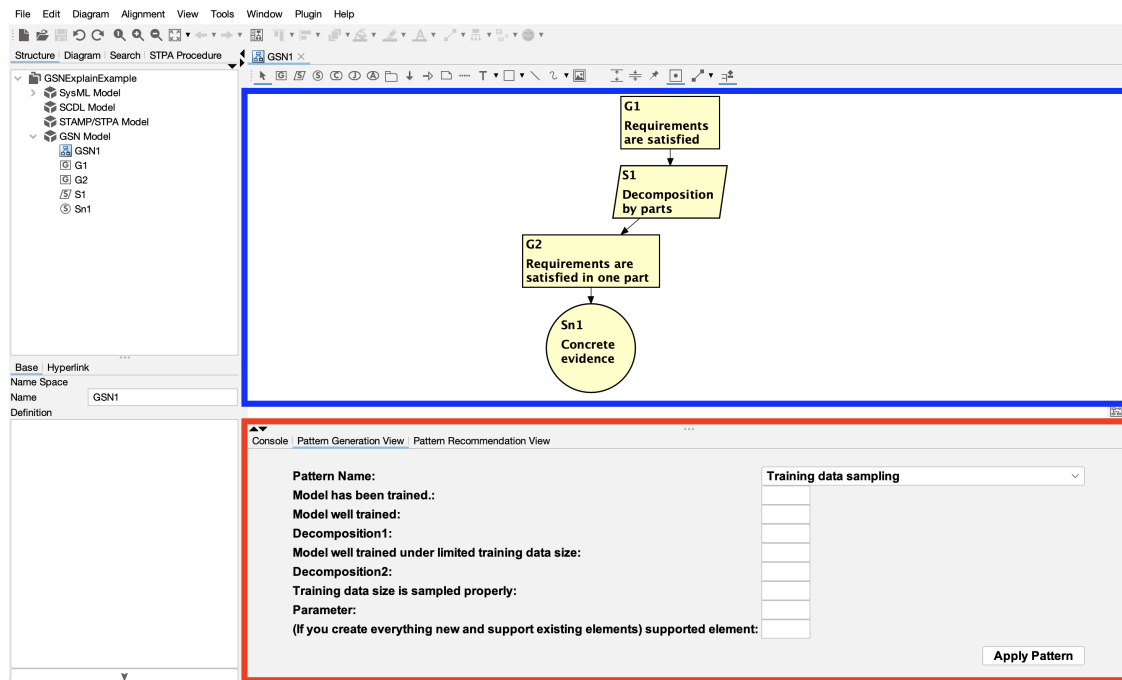 File Edit Diagram Alignment View Tools Window Plugin Help
Structure Diagram Search STPA Procedure
GSN1
GSNExplainExample
SysML Model
SCDL Model
STAMP/STPA Model
GSN Model
GSN1
G G1
G G2
S S1
S Sn1
G S S C J A T
G1
Requirements
are satisfied
S1
Decomposition
by parts
G2
Requirements are
satisfied in one part
Sn1
Concrete
evidence
Base Hyperlink
Name Space
Name GSN1
Definition
Console Pattern Generation View Pattern Recommendation View
Pattern Name: Training data sampling
Model has been trained.:
Model well trained:
Decomposition1:
Model well trained under limited training data size:
Decomposition2:
Training data size is sampled properly:
Parameter:
(If you create everything new and support existing elements) supported element:
Apply Pattern